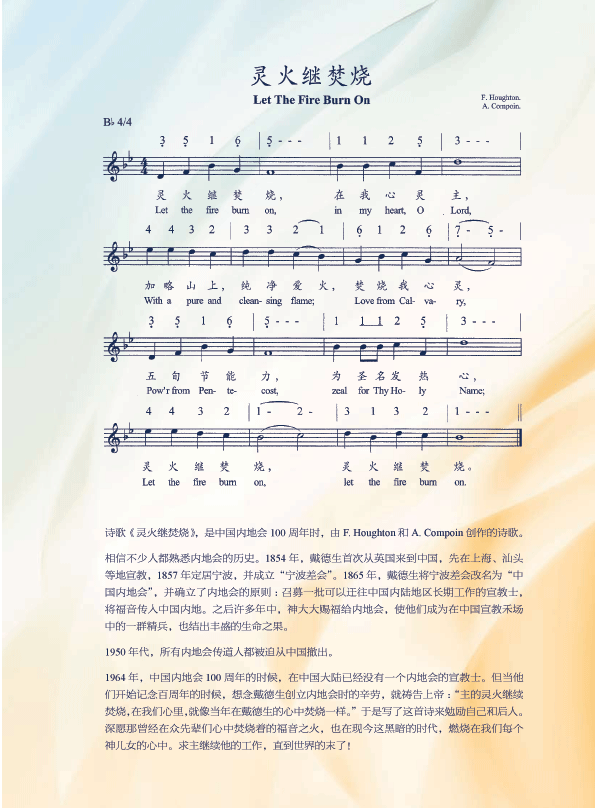 灵火继焚烧
Let The Fire Burn On
F. Houghton.
A. Compoin.
B♭ 4/4
3 5 1 6 | 5 - - - | 1 1 2 5 | 3 - - -
灵 火 继 焚 烧， 在 我 心 灵 主，
Let the fire burn on, in my heart, O Lord,
4 4 3 2 | 3 3 2 1 | 6 1 2 6 | 7 - 5 -
加 略 山 上， 纯 净 爱 火， 焚 烧 我 心 灵，
With a pure and clean- sing flame; Love from Cal- va- ry,
3 5 1 6 | 5 - - - | 1 1 1 2 5 | 3 - - -
五 旬 节 能 力， 为 圣 名 发 热 心，
Pow'r from Pen- te- cost, zeal for Thy Ho- ly Name;
4 4 3 2 | 1 - 2 - | 3 1 3 2 | 1 - - -
灵 火 继 焚 烧， 灵 火 继 焚 烧。
Let the fire burn on, let the fire burn on.
诗歌《灵火继焚烧》，是中国内地会 100 周年时，由 F. Houghton 和 A. Compoin 创作的诗歌。
相信不少人都熟悉内地会的历史。1854 年，戴德生首次从英国来到中国，先在上海、汕头
等地宣教，1857 年定居宁波，并成立“宁波差会”。1865 年，戴德生将宁波差会改名为“中
国内地会”，并确立了内地会的原则：召募一批可以迁往中国内陆地区长期工作的宣教士，
将福音传入中国内地。之后许多年中，神大大赐福给内地会，使他们成为在中国宣教禾场
中的一群精兵，也结出丰盛的生命之果。
1950 年代，所有内地会传道人都被迫从中国撤出。
1964 年，中国内地会 100 周年的时候，在中国大陆已经没有一个内地会的宣教士。但当他
们开始记念百周年的时候，想念戴德生创立内地会时的辛劳，就祷告上帝：“主的灵火继续
焚烧，在我们心里，就像当年在戴德生的心中焚烧一样。”于是写了这首诗来勉励自己和后人。
深愿那曾经在众先辈们心中焚烧着的福音之火，也在现今这黑暗的时代，燃烧在我们每个
神儿女的心中。求主继续他的工作，直到世界的末了！